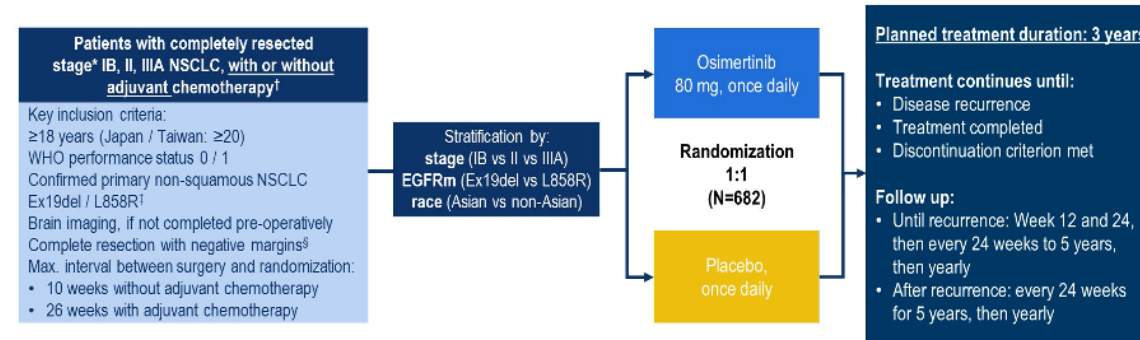 Patients with completely resected
stage* IB, II, IIIA NSCLC, with or without
adjuvant chemotherapy†
Key inclusion criteria:
≥18 years (Japan / Taiwan: ≥20)
WHO performance status 0 / 1
Confirmed primary non-squamous NSCLC
Ex19del / L858R‡
Brain imaging, if not completed pre-operatively
Complete resection with negative margins§
Max. interval between surgery and randomization:
• 10 weeks without adjuvant chemotherapy
• 26 weeks with adjuvant chemotherapy
Stratification by:
stage (IB vs II vs IIIA)
EGFRm (Ex19del vs L858R)
race (Asian vs non-Asian)
Osimertinib
80 mg, once daily
Randomization
1:1
(N=682)
Placebo,
once daily
Planned treatment duration: 3 years
Treatment continues until:
• Disease recurrence
• Treatment completed
• Discontinuation criterion met
Follow up:
• Until recurrence: Week 12 and 24,
then every 24 weeks to 5 years,
then yearly
• After recurrence: every 24 weeks
for 5 years, then yearly